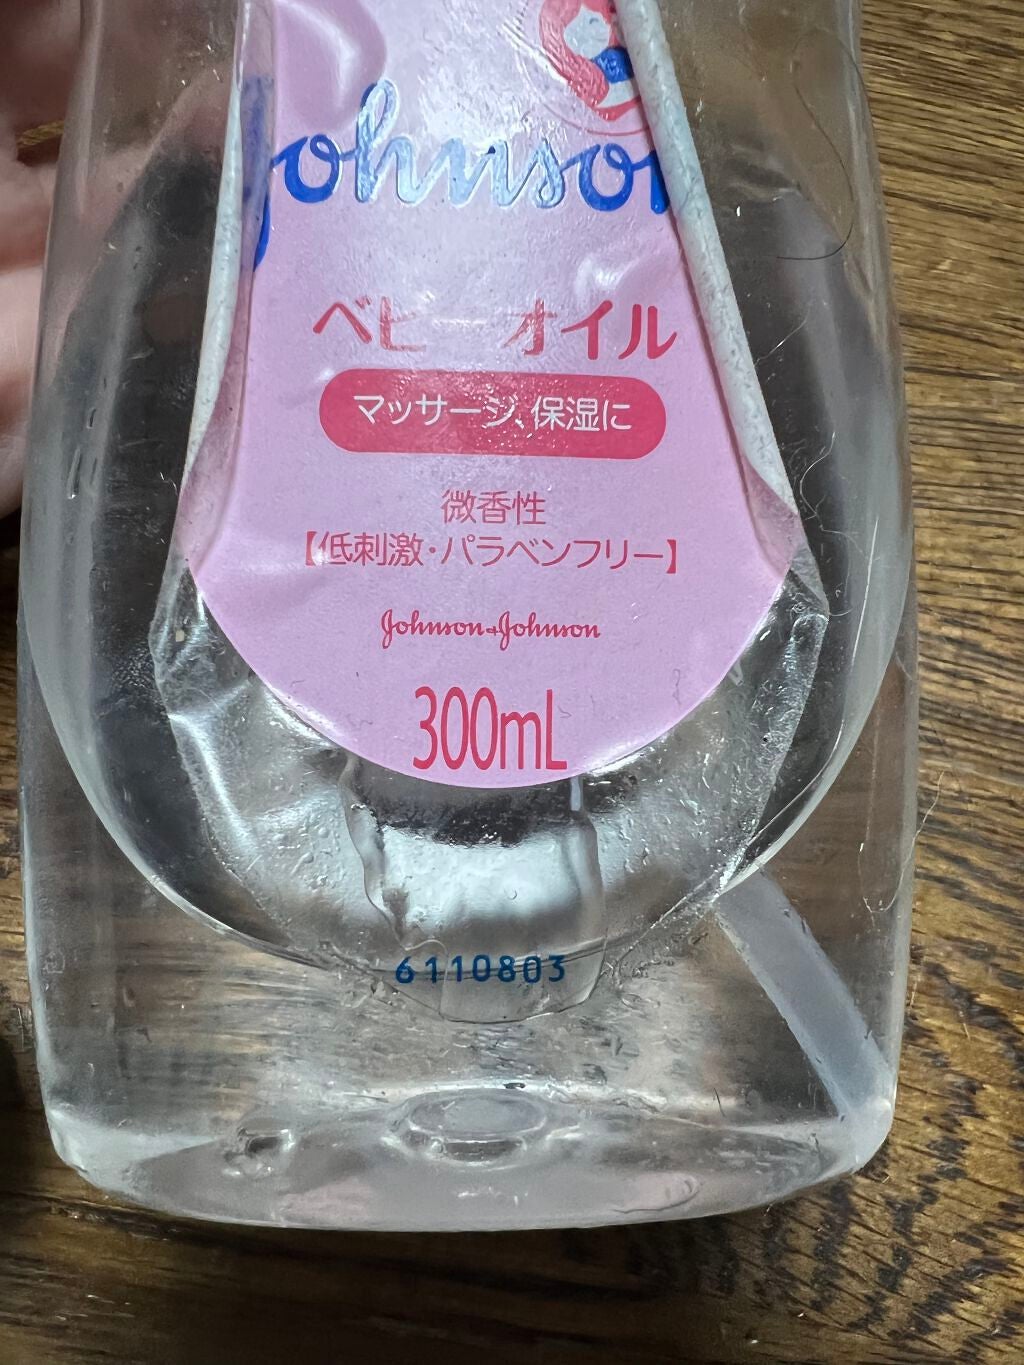 Johnson
ベビーオイル
マッサージ、保湿に
微香性
【低刺激・パラベンフリー】
Johnson+Johnson
300mL
6110803